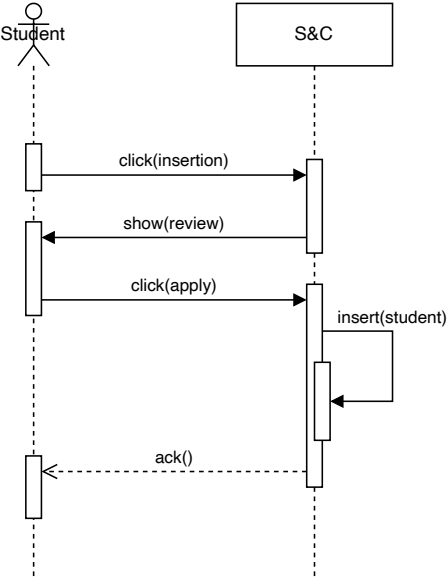 Student
S&C
click(insertion)
show(review)
click(apply)
insert(student)
ack()